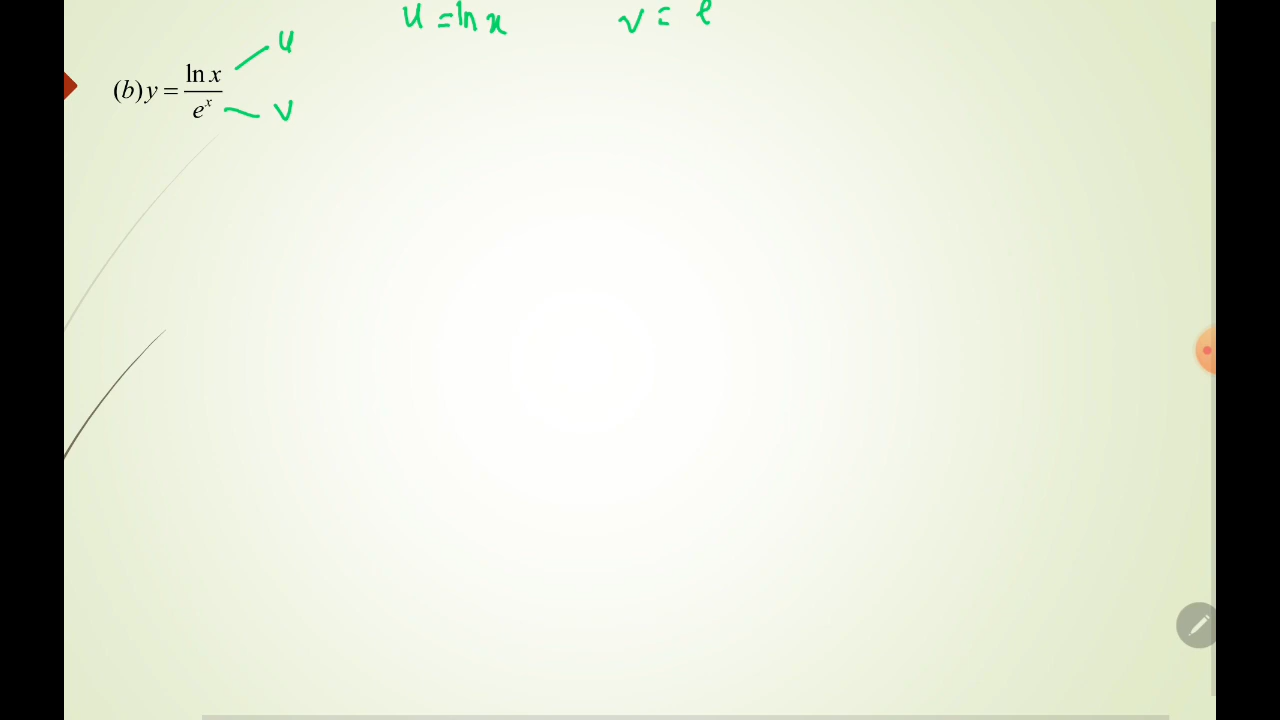 u = ln x    v = e
u
(b) y = ln x / e^x
v